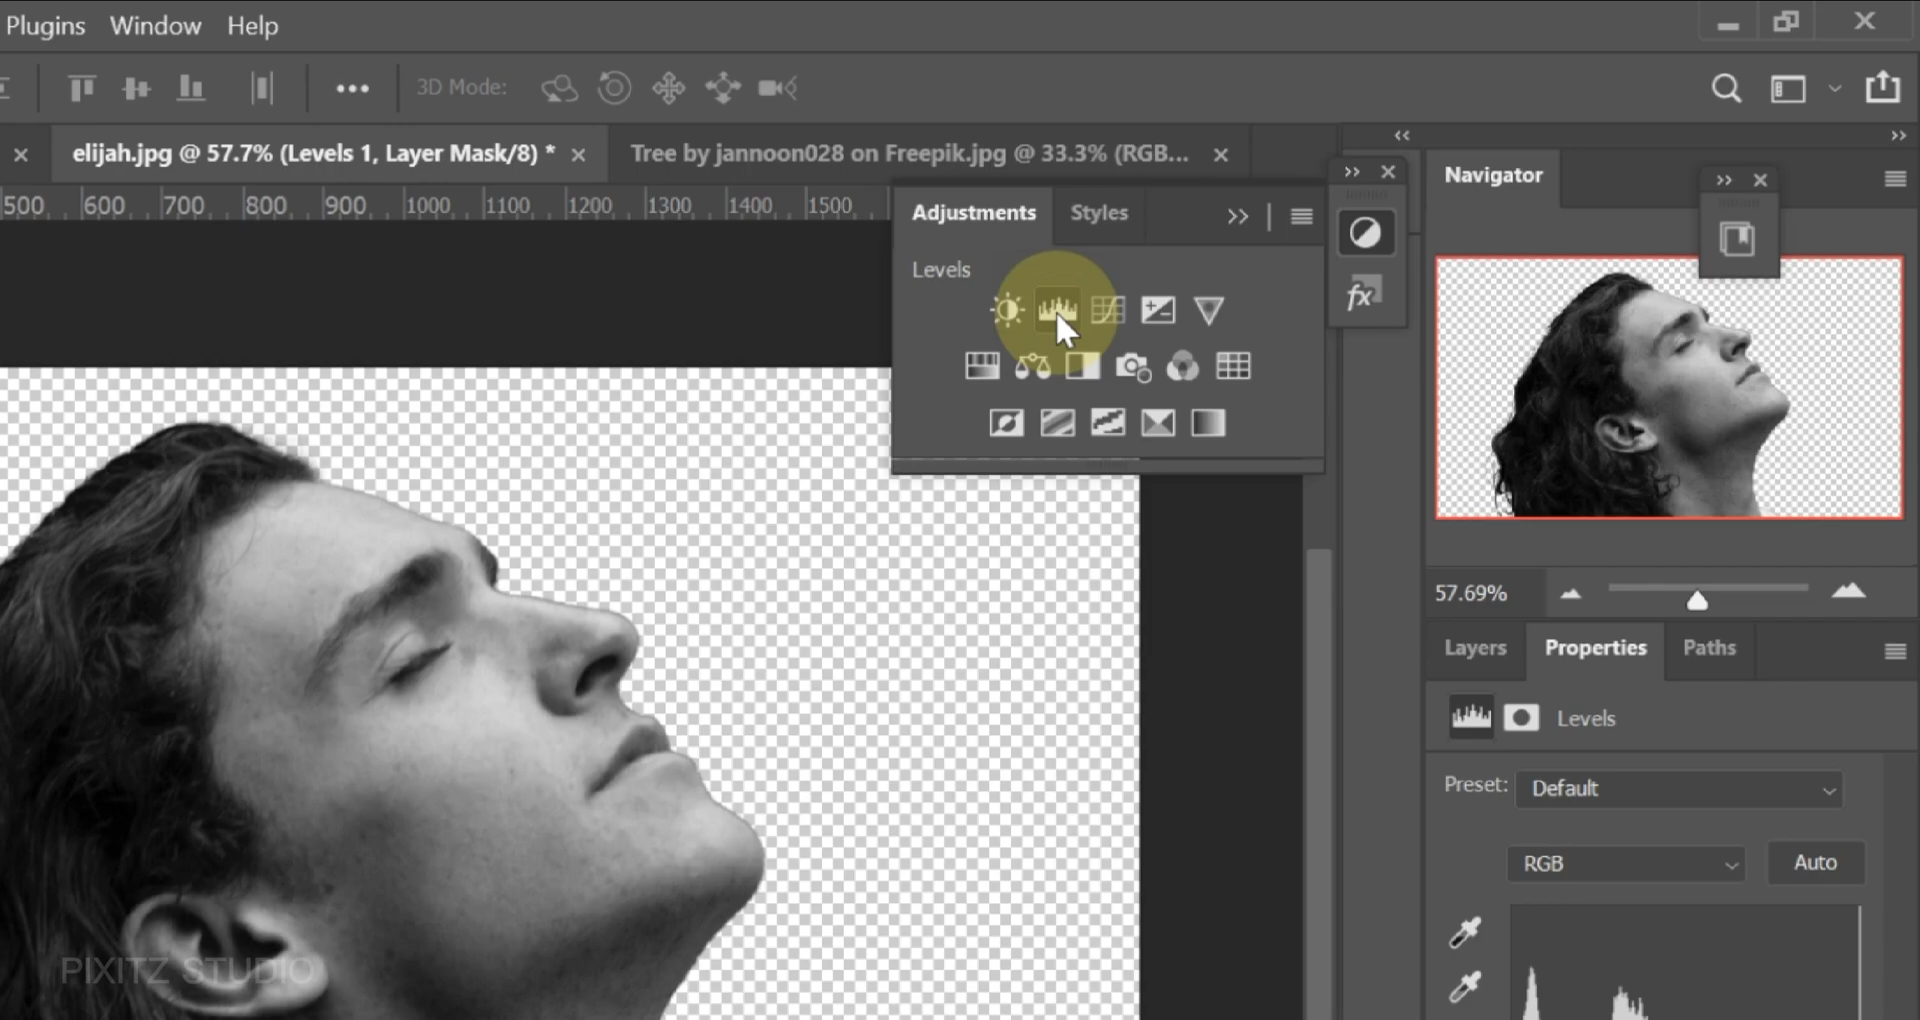 Plugins Window Help
3D Mode:
elijah.jpg @ 57.7% (Levels 1, Layer Mask/8) *
Tree by jannoon028 on Freepik.jpg @ 33.3% (RGB...
500 600 700 800 900 1000 1100 1200 1300 1400 1500
Adjustments Styles
Levels
fx
Navigator
57.69%
Layers Properties Paths
Levels
Preset: Default
RGB Auto
PIXITZ STUDIO